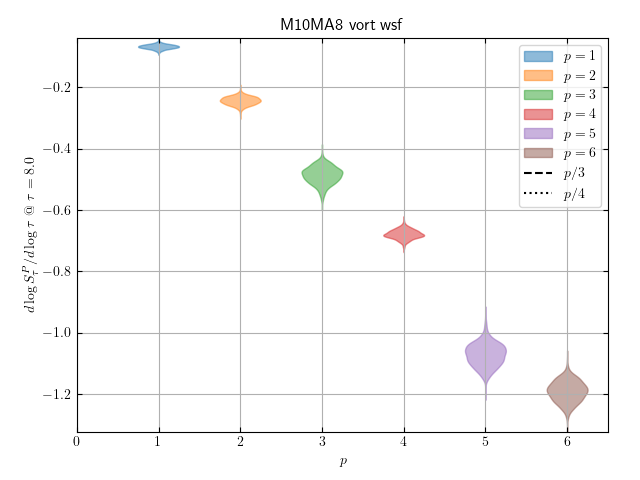 M10MA8 vort wsf
d log S_τ^P / d log τ @ τ = 8.0
−0.2
−0.4
−0.6
−0.8
−1.0
−1.2
0 1 2 3 4 5 6
p
p = 1
p = 2
p = 3
p = 4
p = 5
p = 6
p/3
p/4